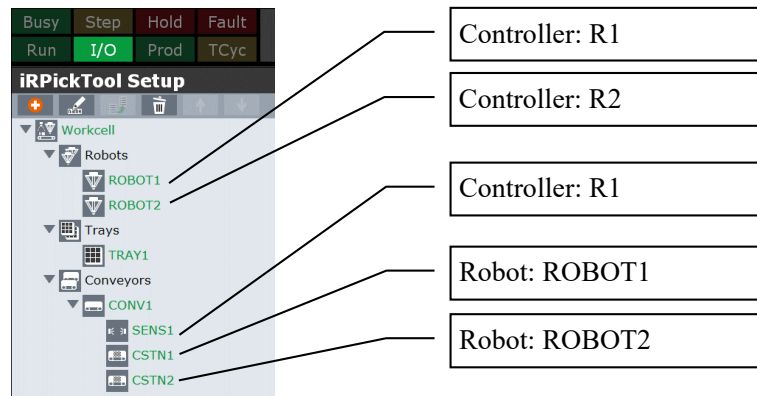 Busy Step Hold Fault
Run I/O Prod TCyc
iRPickTool Setup
Workcell
Robots
ROBOT1
ROBOT2
Trays
TRAY1
Conveyors
CONV1
SENS1
CSTN1
CSTN2
Controller: R1
Controller: R2
Controller: R1
Robot: ROBOT1
Robot: ROBOT2